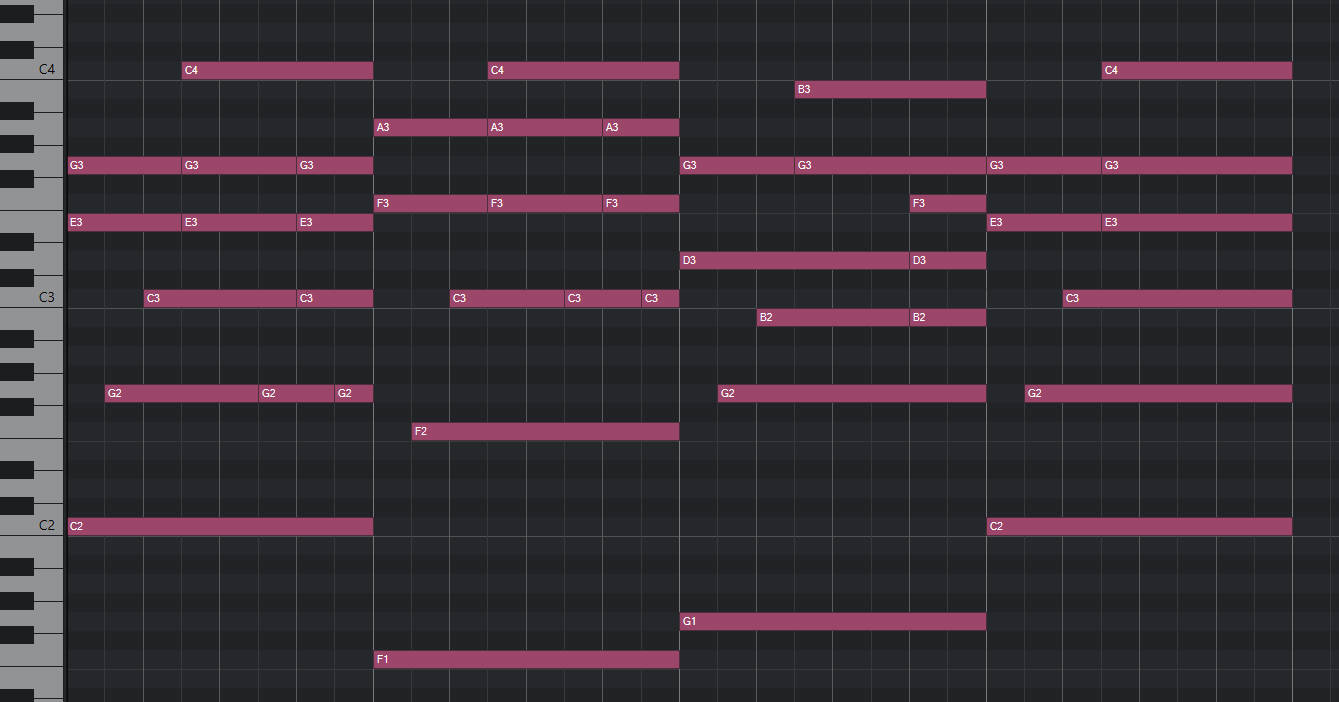 C4 C4 C4 C4
B3
A3 A3 A3
G3 G3 G3 G3 G3 G3 G3
F3 F3 F3 F3
E3 E3 E3 E3 E3
D3 D3
C3 C3 C3 C3 C3 C3 C3
B2 B2
G2 G2 G2 G2 G2
F2
C2 C2 C2
G1
F1